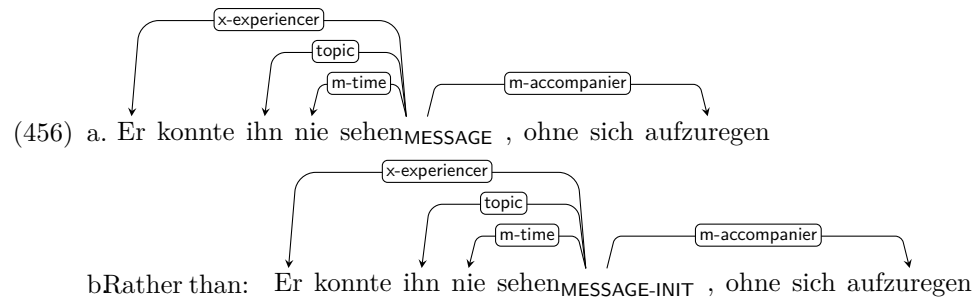 x-experiencer
topic
m-time
m-accompanier
(456) a. Er konnte ihn nie sehenMESSAGE , ohne sich aufzuregen
x-experiencer
topic
m-time
m-accompanier
bRather than: Er konnte ihn nie sehenMESSAGE-INIT , ohne sich aufzuregen